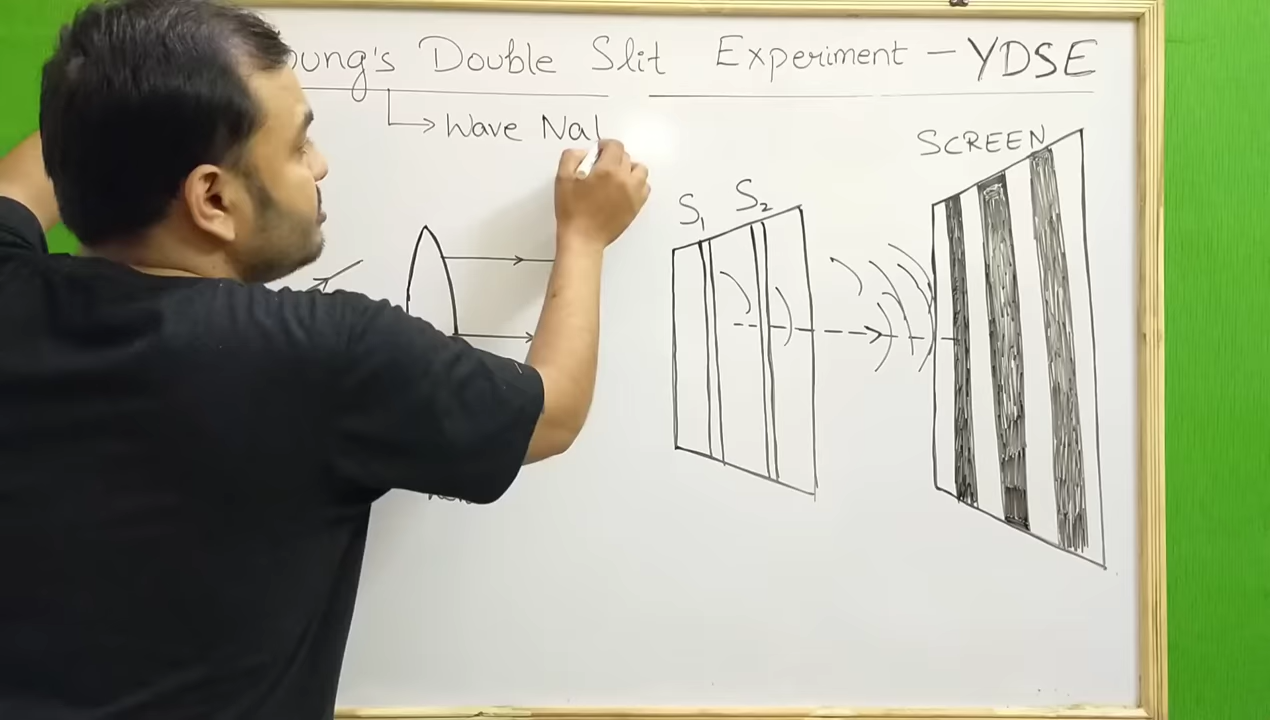 oung's Double Slit Experiment – YDSE
Wave Nat
SCREEN
S₁ S₂